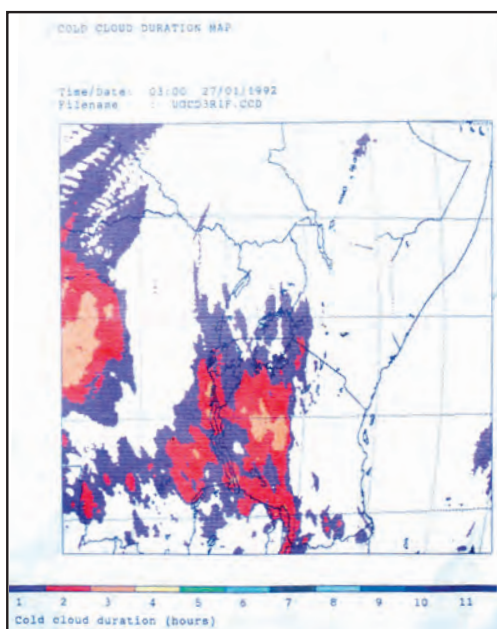 COLD CLOUD DURATION MAP
Time/Date: 03:00 27/01/1992
Filename :
1 2 3 4 5 6 7 8 9 10 11
Cold cloud duration (hours)